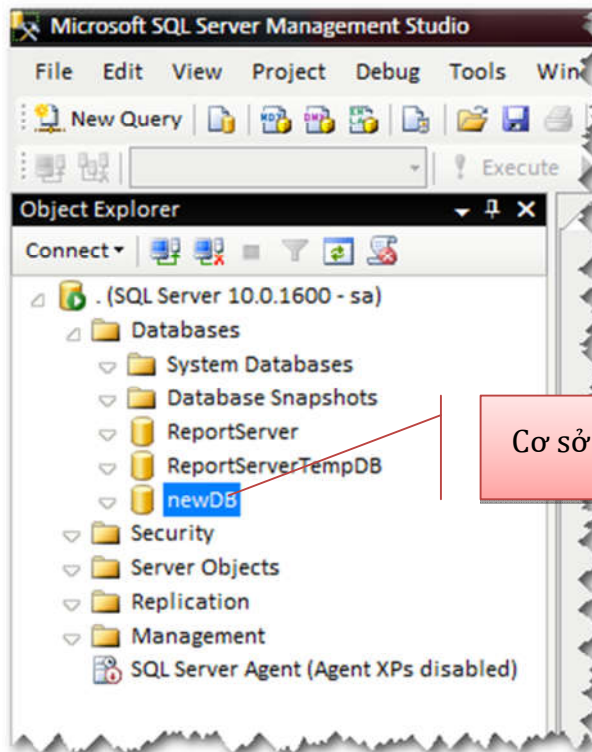 Microsoft SQL Server Management Studio
File Edit View Project Debug Tools
New Query
Execute
Object Explorer
Connect
. (SQL Server 10.0.1600 - sa)
Databases
System Databases
Database Snapshots
ReportServer
ReportServerTempDB
newDB
Cơ sở
Security
Server Objects
Replication
Management
SQL Server Agent (Agent XPs disabled)